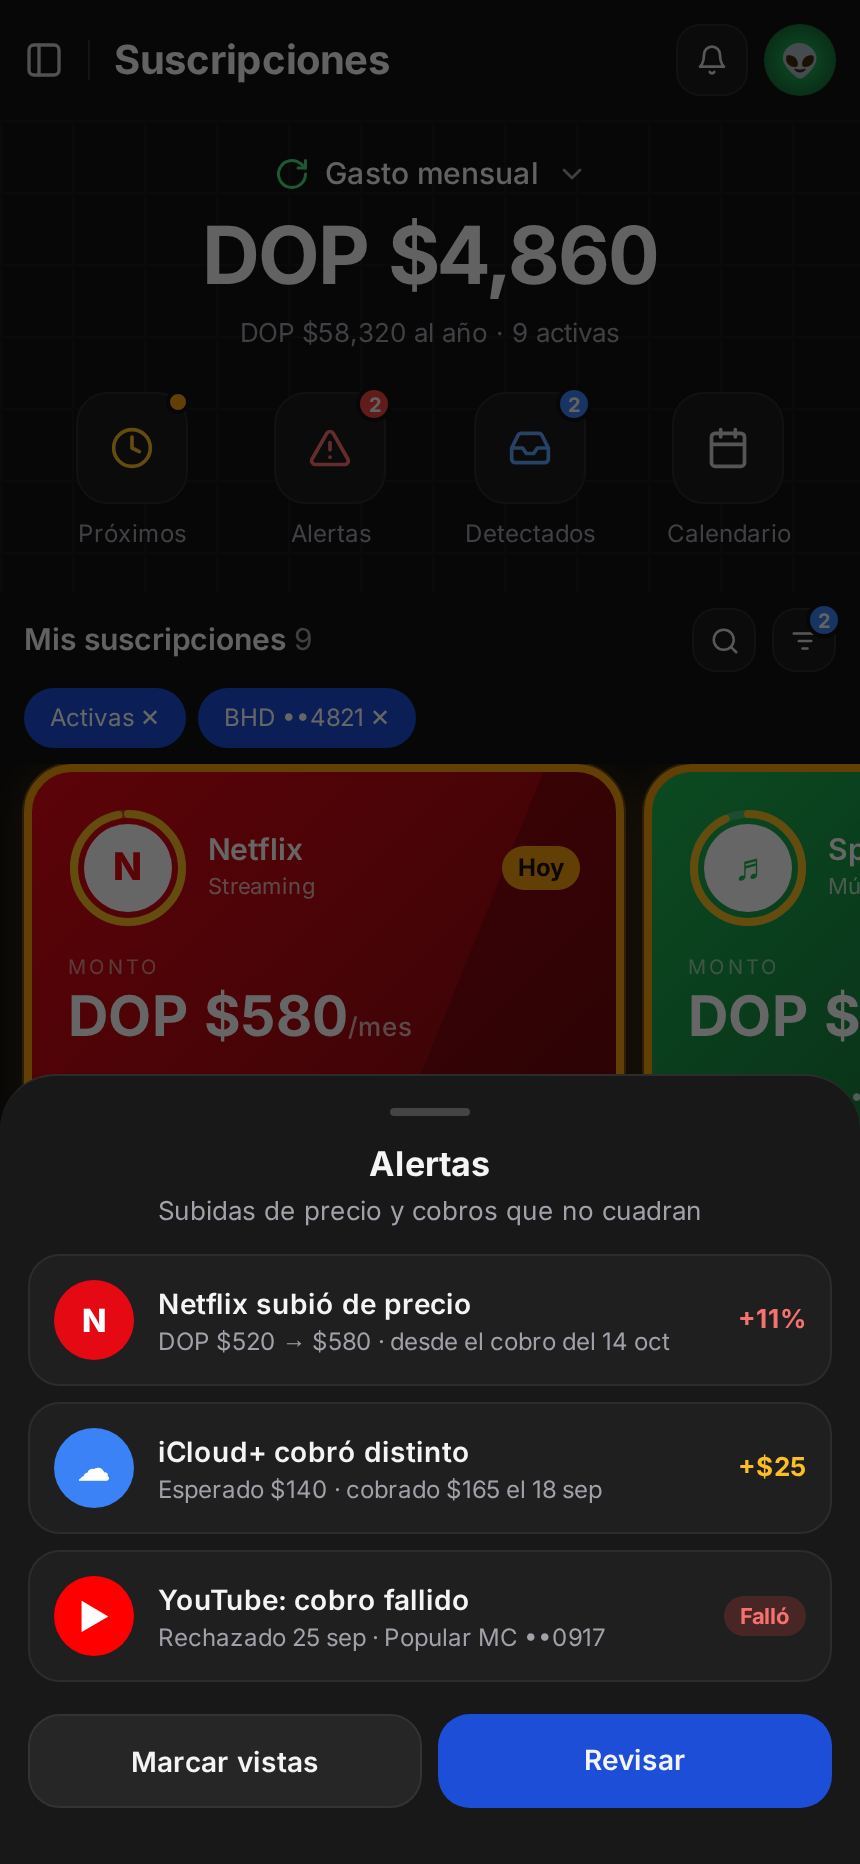 Suscripciones
Gasto mensual
DOP $4,860
DOP $58,320 al año · 9 activas
2
2
Próximos
Alertas
Detectados
Calendario
Mis suscripciones 9
2
Activas ✕
BHD ••4821 ✕
N
Netflix
Streaming
Hoy
Sp
Mú
MONTO
DOP $580/mes
MONTO
DOP $
Alertas
Subidas de precio y cobros que no cuadran
N
Netflix subió de precio
DOP $520 → $580 · desde el cobro del 14 oct
+11%
iCloud+ cobró distinto
Esperado $140 · cobrado $165 el 18 sep
+$25
YouTube: cobro fallido
Rechazado 25 sep · Popular MC ••0917
Falló
Marcar vistas
Revisar